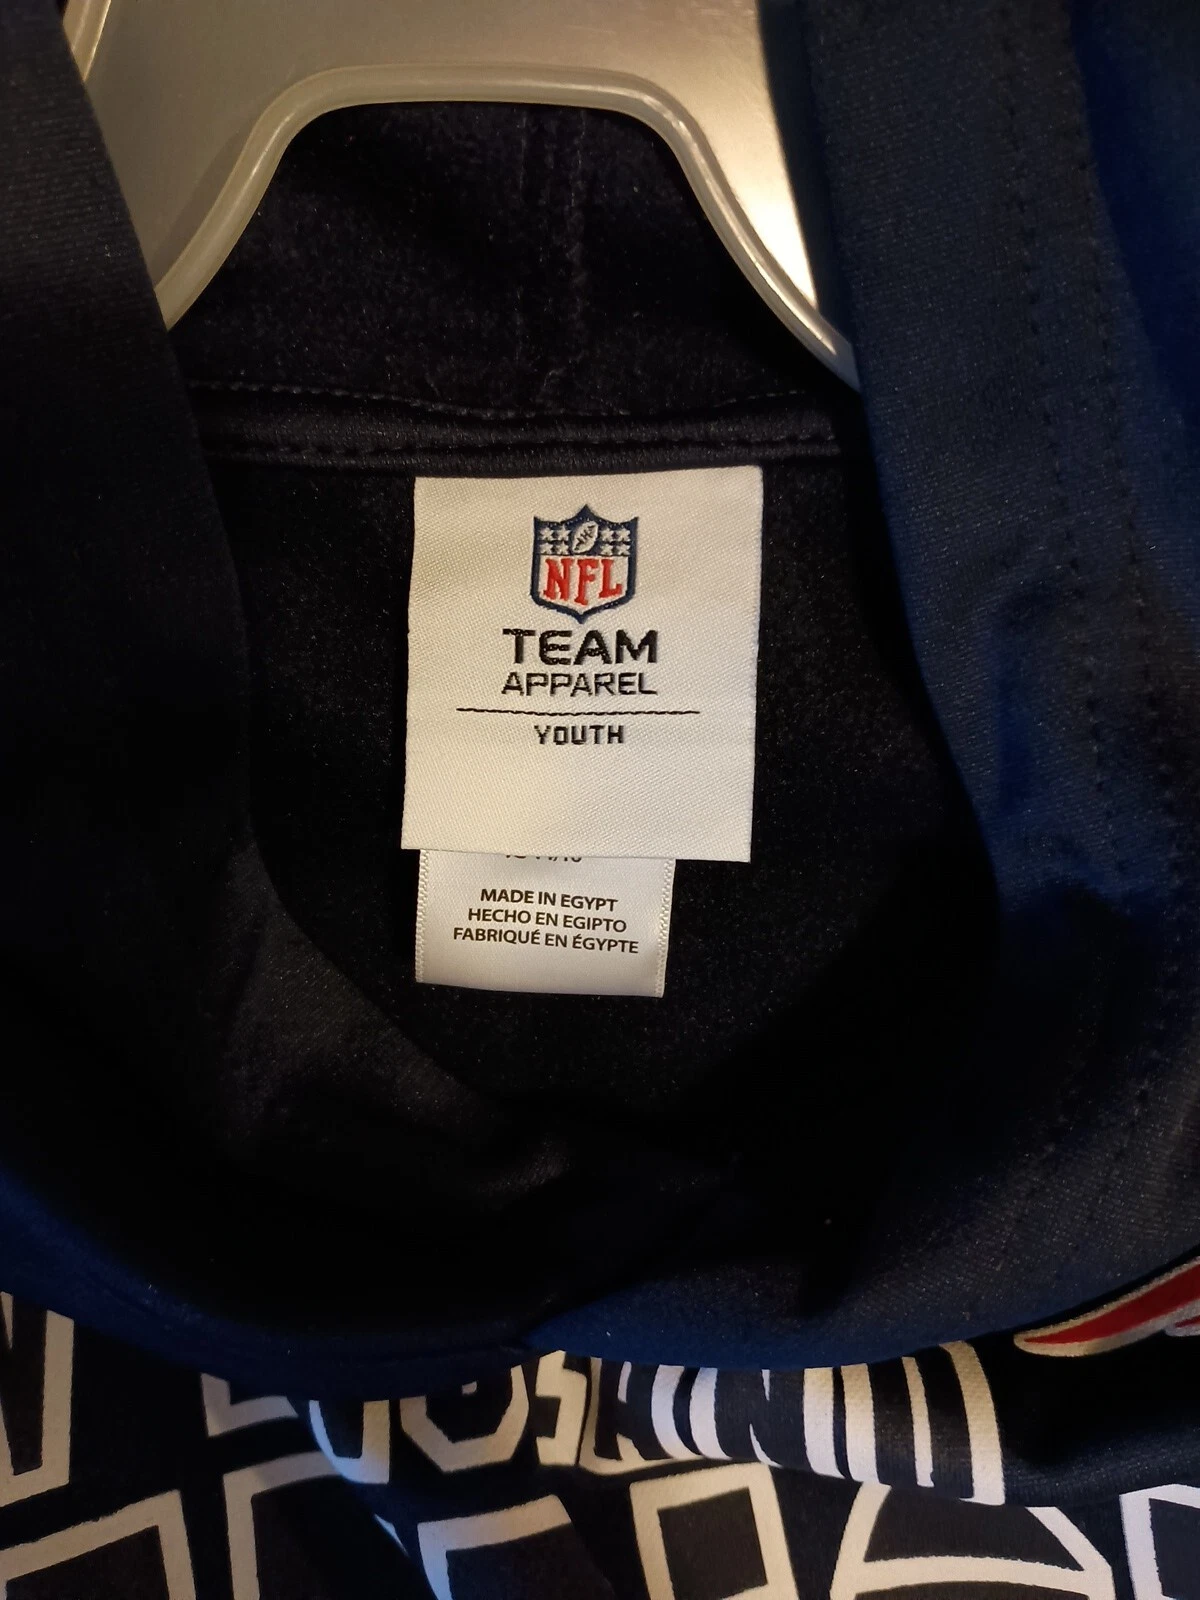 NFL
TEAM
APPAREL
YOUTH
MADE IN EGYPT
HECHO EN EGIPTO
FABRIQUÉ EN ÉGYPTE